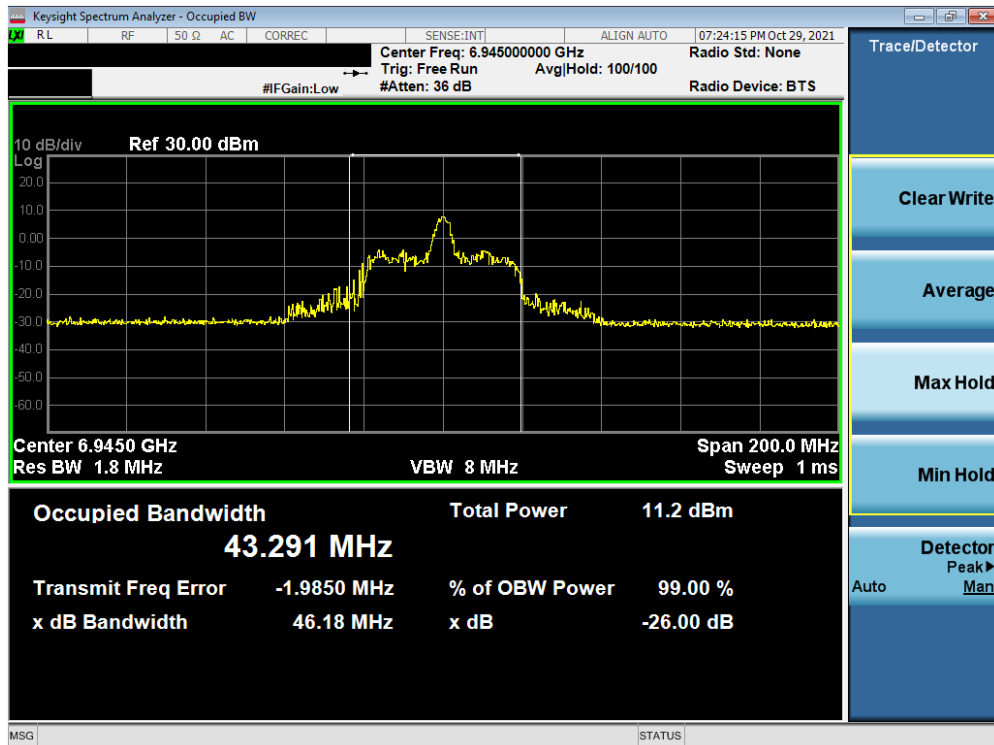 Keysight Spectrum Analyzer - Occupied BW
LXI RL RF 50 Ω AC CORREC SENSE:INT ALIGN AUTO 07:24:15 PM Oct 29, 2021
Center Freq: 6.945000000 GHz Radio Std: None
Trig: Free Run Avg|Hold: 100/100
#IFGain:Low #Atten: 36 dB Radio Device: BTS
Trace/Detector
10 dB/div Ref 30.00 dBm
Log
20.0
10.0
0.00
-10.0
-20.0
-30.0
-40.0
-50.0
-60.0
Center 6.9450 GHz Span 200.0 MHz
Res BW 1.8 MHz VBW 8 MHz Sweep 1 ms
Occupied Bandwidth Total Power 11.2 dBm
43.291 MHz
Transmit Freq Error -1.9850 MHz % of OBW Power 99.00 %
x dB Bandwidth 46.18 MHz x dB -26.00 dB
Clear Write
Average
Max Hold
Min Hold
Detector
Peak▶
Auto Man
MSG STATUS